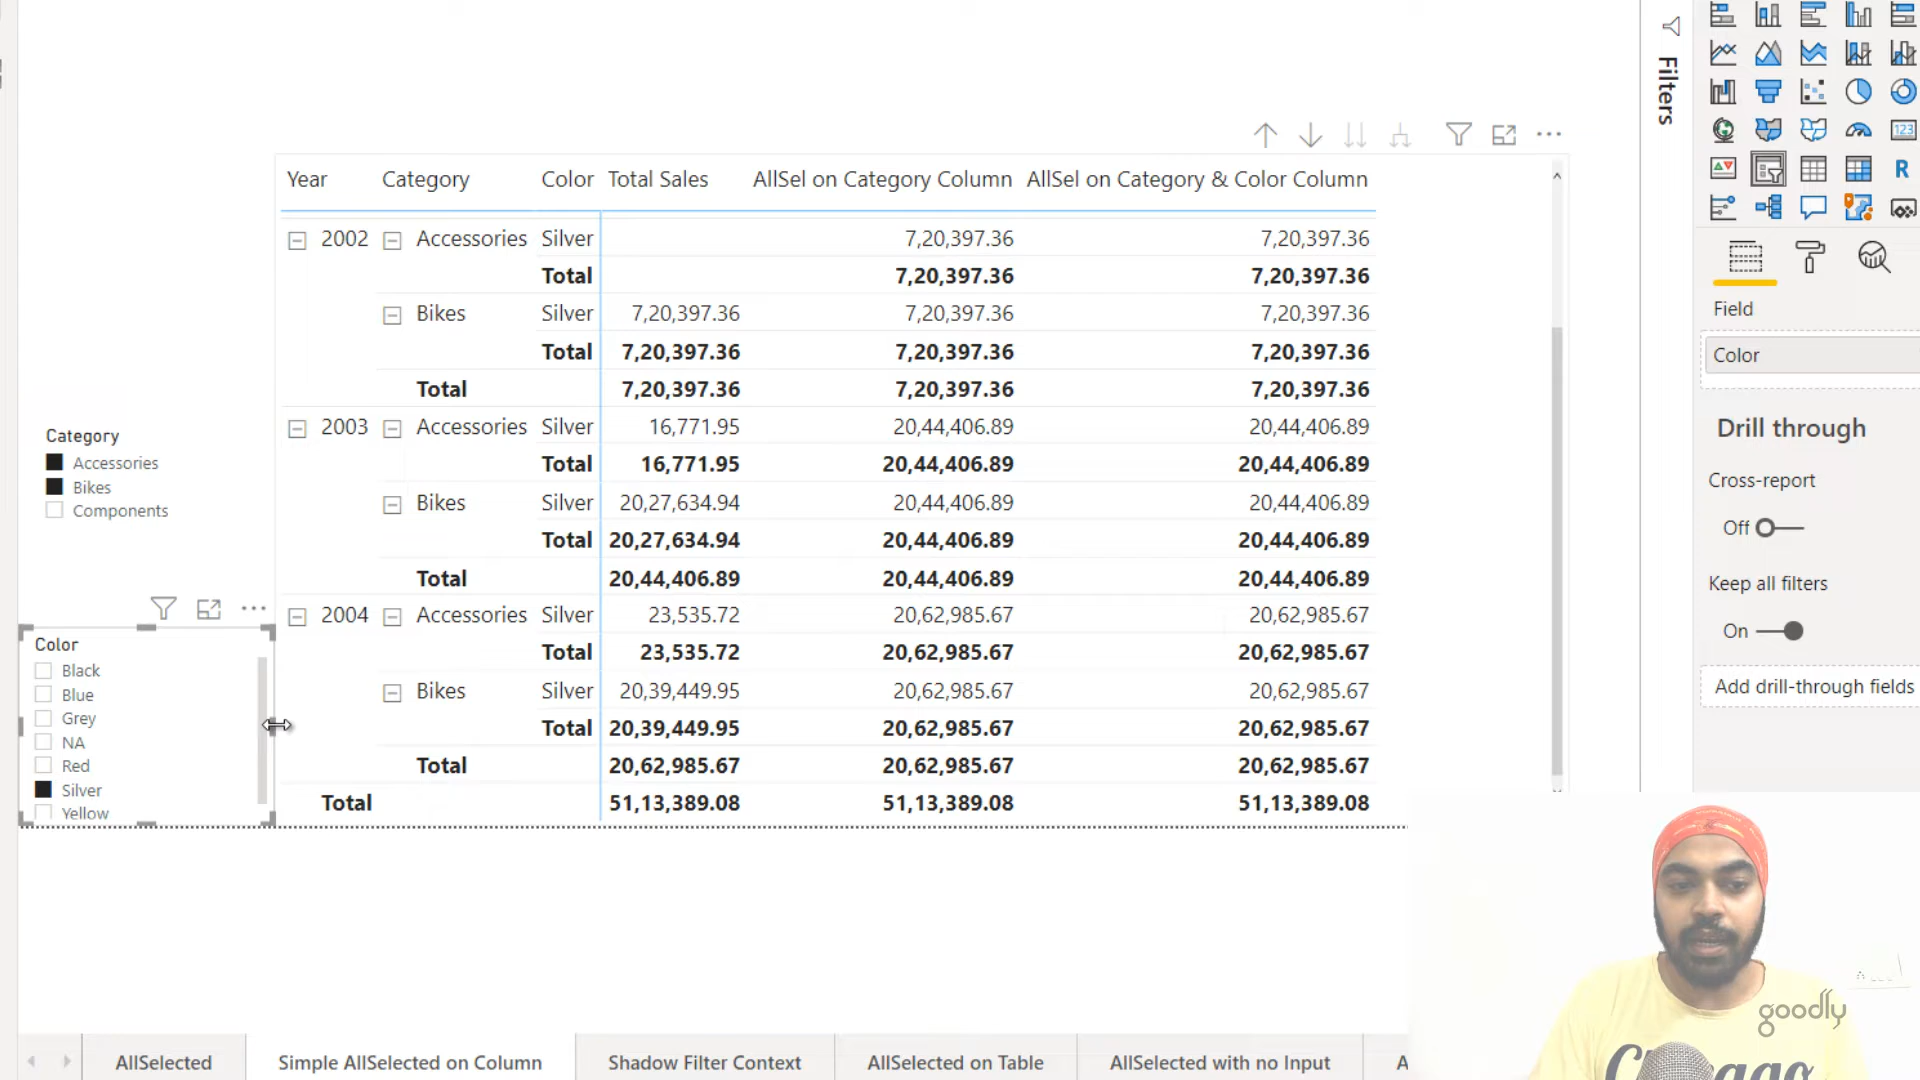 Filters
Year Category Color Total Sales AllSel on Category Column AllSel on Category & Color Column
2002 Accessories Silver 7,20,397.36 7,20,397.36
Total 7,20,397.36 7,20,397.36
Bikes Silver 7,20,397.36 7,20,397.36 7,20,397.36
Total 7,20,397.36 7,20,397.36 7,20,397.36
Total 7,20,397.36 7,20,397.36 7,20,397.36
2003 Accessories Silver 16,771.95 20,44,406.89 20,44,406.89
Total 16,771.95 20,44,406.89 20,44,406.89
Bikes Silver 20,27,634.94 20,44,406.89 20,44,406.89
Total 20,27,634.94 20,44,406.89 20,44,406.89
Total 20,44,406.89 20,44,406.89 20,44,406.89
2004 Accessories Silver 23,535.72 20,62,985.67 20,62,985.67
Total 23,535.72 20,62,985.67 20,62,985.67
Bikes Silver 20,39,449.95 20,62,985.67 20,62,985.67
Total 20,39,449.95 20,62,985.67 20,62,985.67
Total 20,62,985.67 20,62,985.67 20,62,985.67
Total 51,13,389.08 51,13,389.08 51,13,389.08
Category
Accessories
Bikes
Components
Color
Black
Blue
Grey
NA
Red
Silver
Yellow
123
R
Field
Color
Drill through
Cross-report
Off
Keep all filters
On
Add drill-through fields
goodly
AllSelected Simple AllSelected on Column Shadow Filter Context AllSelected on Table AllSelected with no Input A